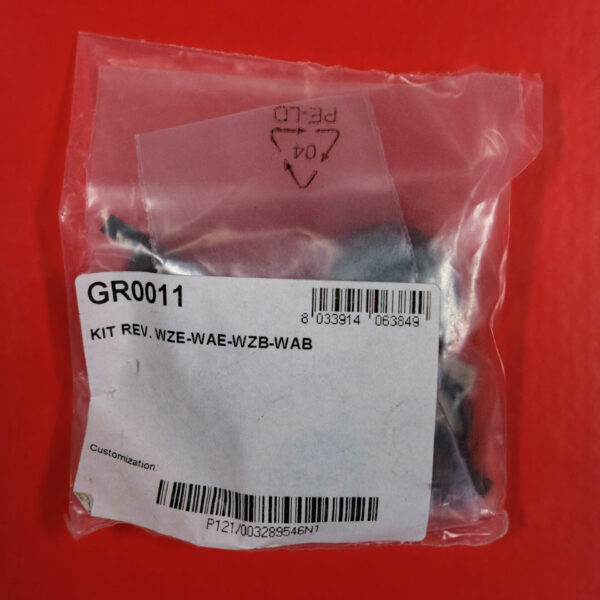 PE-LD
04
GR0011
8 033914 063849
KIT REV. WZE-WAE-WZB-WAB
Customization:
P121/003289546N1